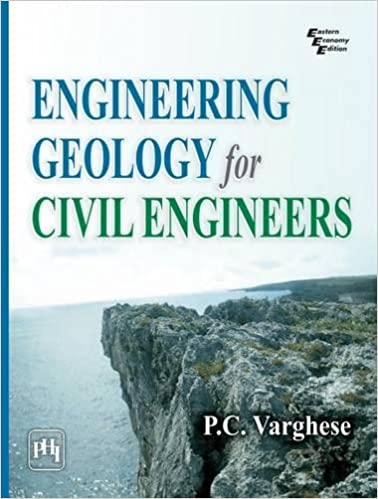 Eastern
Economy
Edition
ENGINEERING
GEOLOGY for
CIVIL ENGINEERS
P.C. Varghese
PHI